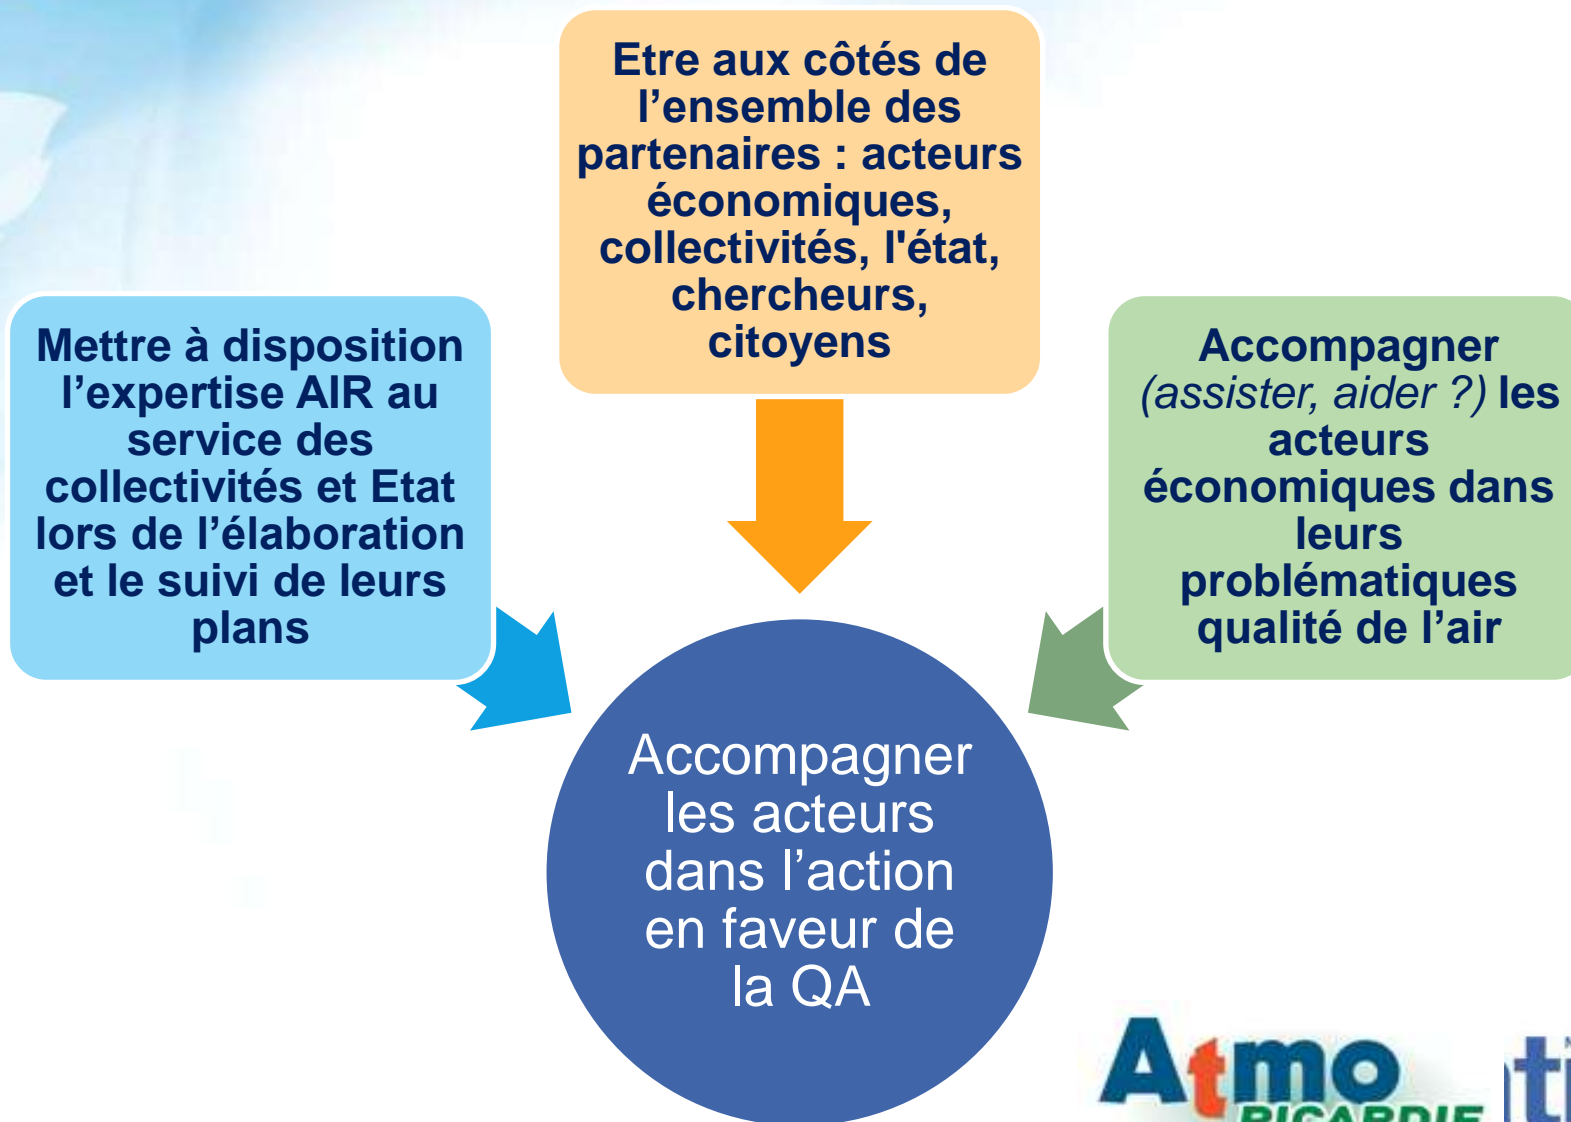 Etre aux côtés de
l’ensemble des
partenaires : acteurs
économiques,
collectivités, l'état,
chercheurs,
citoyens
Mettre à disposition
l’expertise AIR au
service des
collectivités et Etat
lors de l’élaboration
et le suivi de leurs
plans
Accompagner
(assister, aider ?) les
acteurs
économiques dans
leurs
problématiques
qualité de l’air
Accompagner
les acteurs
dans l’action
en faveur de
la QA
Atmo
PICARDIE